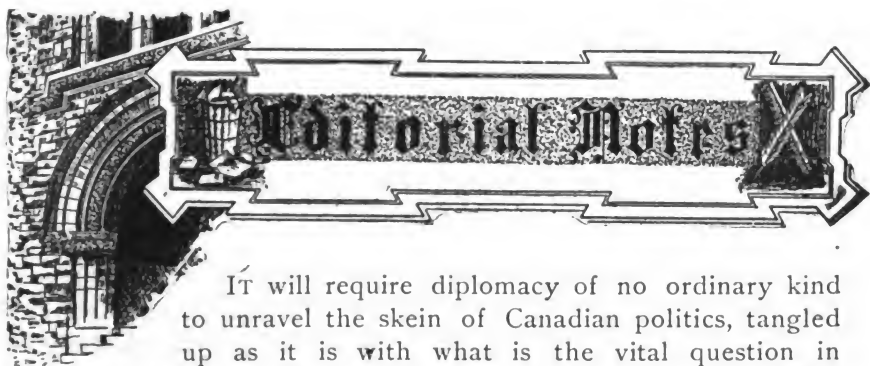 Editorial Notes
IT will require diplomacy of no ordinary kind
to unravel the skein of Canadian politics, tangled
up as it is with what is the vital question in